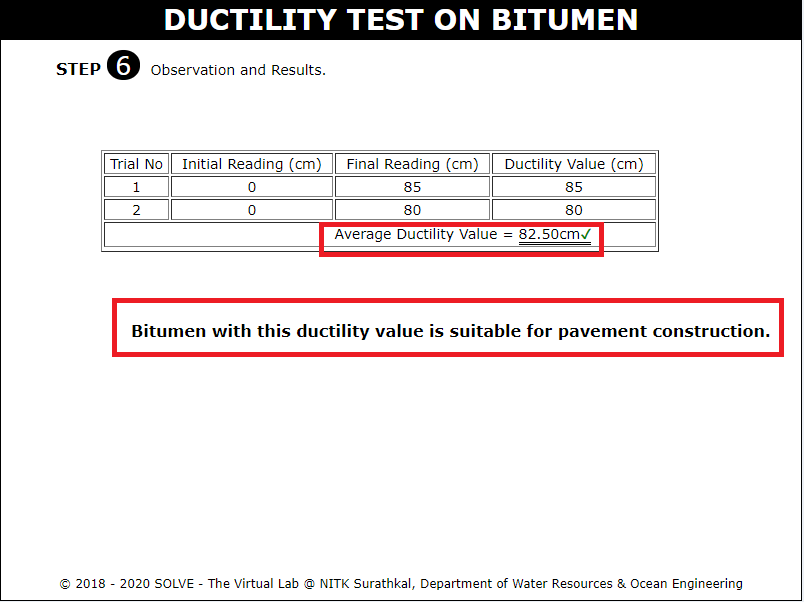 DUCTILITY TEST ON BITUMEN
STEP 6 Observation and Results.
Trial No Initial Reading (cm) Final Reading (cm) Ductility Value (cm)
1 0 85 85
2 0 80 80
Average Ductility Value = 82.50cm✓
Bitumen with this ductility value is suitable for pavement construction.
© 2018 - 2020 SOLVE - The Virtual Lab @ NITK Surathkal, Department of Water Resources & Ocean Engineering